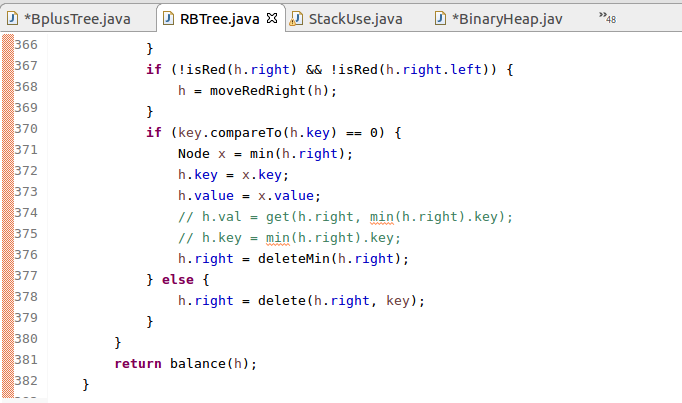 *BplusTree.java RBTree.java StackUse.java *BinaryHeap.jav »48
366 }
367 if (!isRed(h.right) && !isRed(h.right.left)) {
368 h = moveRedRight(h);
369 }
370 if (key.compareTo(h.key) == 0) {
371 Node x = min(h.right);
372 h.key = x.key;
373 h.value = x.value;
374 // h.val = get(h.right, min(h.right).key);
375 // h.key = min(h.right).key;
376 h.right = deleteMin(h.right);
377 } else {
378 h.right = delete(h.right, key);
379 }
380 }
381 return balance(h);
382 }